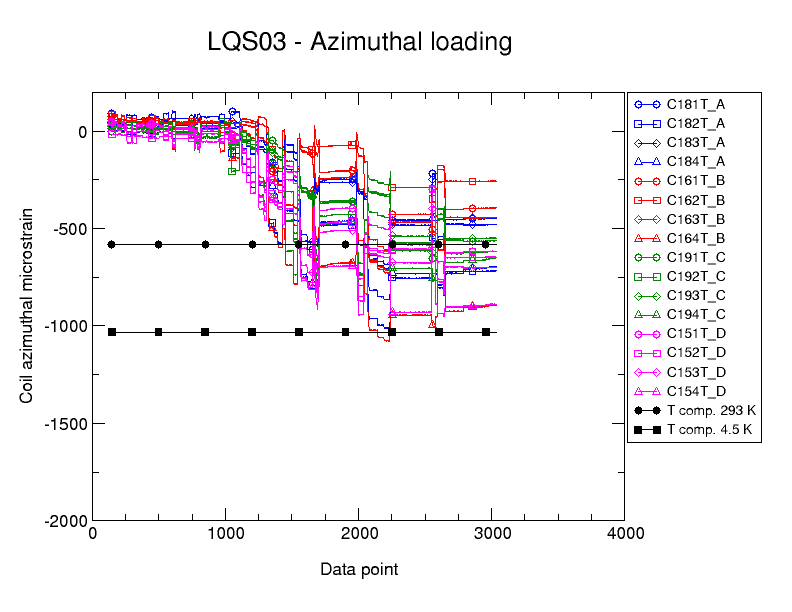 LQS03 - Azimuthal loading
Coil azimuthal microstrain
0
-500
-1000
-1500
-2000
0
1000
2000
3000
4000
Data point
C181T_A
C182T_A
C183T_A
C184T_A
C161T_B
C162T_B
C163T_B
C164T_B
C191T_C
C192T_C
C193T_C
C194T_C
C151T_D
C152T_D
C153T_D
C154T_D
T comp. 293 K
T comp. 4.5 K